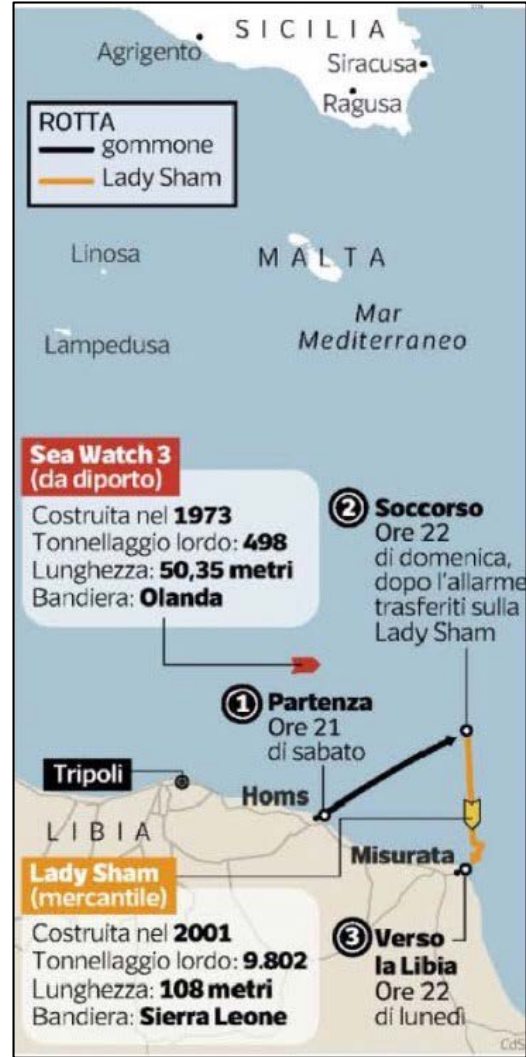 SICILIA
Agrigento
Siracusa
Ragusa
ROTTA
gommone
Lady Sham
Linosa
MALTA
Mar
Mediterraneo
Lampedusa
Sea Watch 3
(da diporto)
Costruita nel 1973
Tonnellaggio lordo: 498
Lunghezza: 50,35 metri
Bandiera: Olanda
2 Soccorso
Ore 22
di domenica,
dopo l'allarme
trasferiti sulla
Lady Sham
1 Partenza
Ore 21
di sabato
Tripoli
Homs
LIBIA
Misurata
Lady Sham
(mercantile)
Costruita nel 2001
Tonnellaggio lordo: 9.802
Lunghezza: 108 metri
Bandiera: Sierra Leone
3 Verso
la Libia
Ore 22
di lunedì
CdS